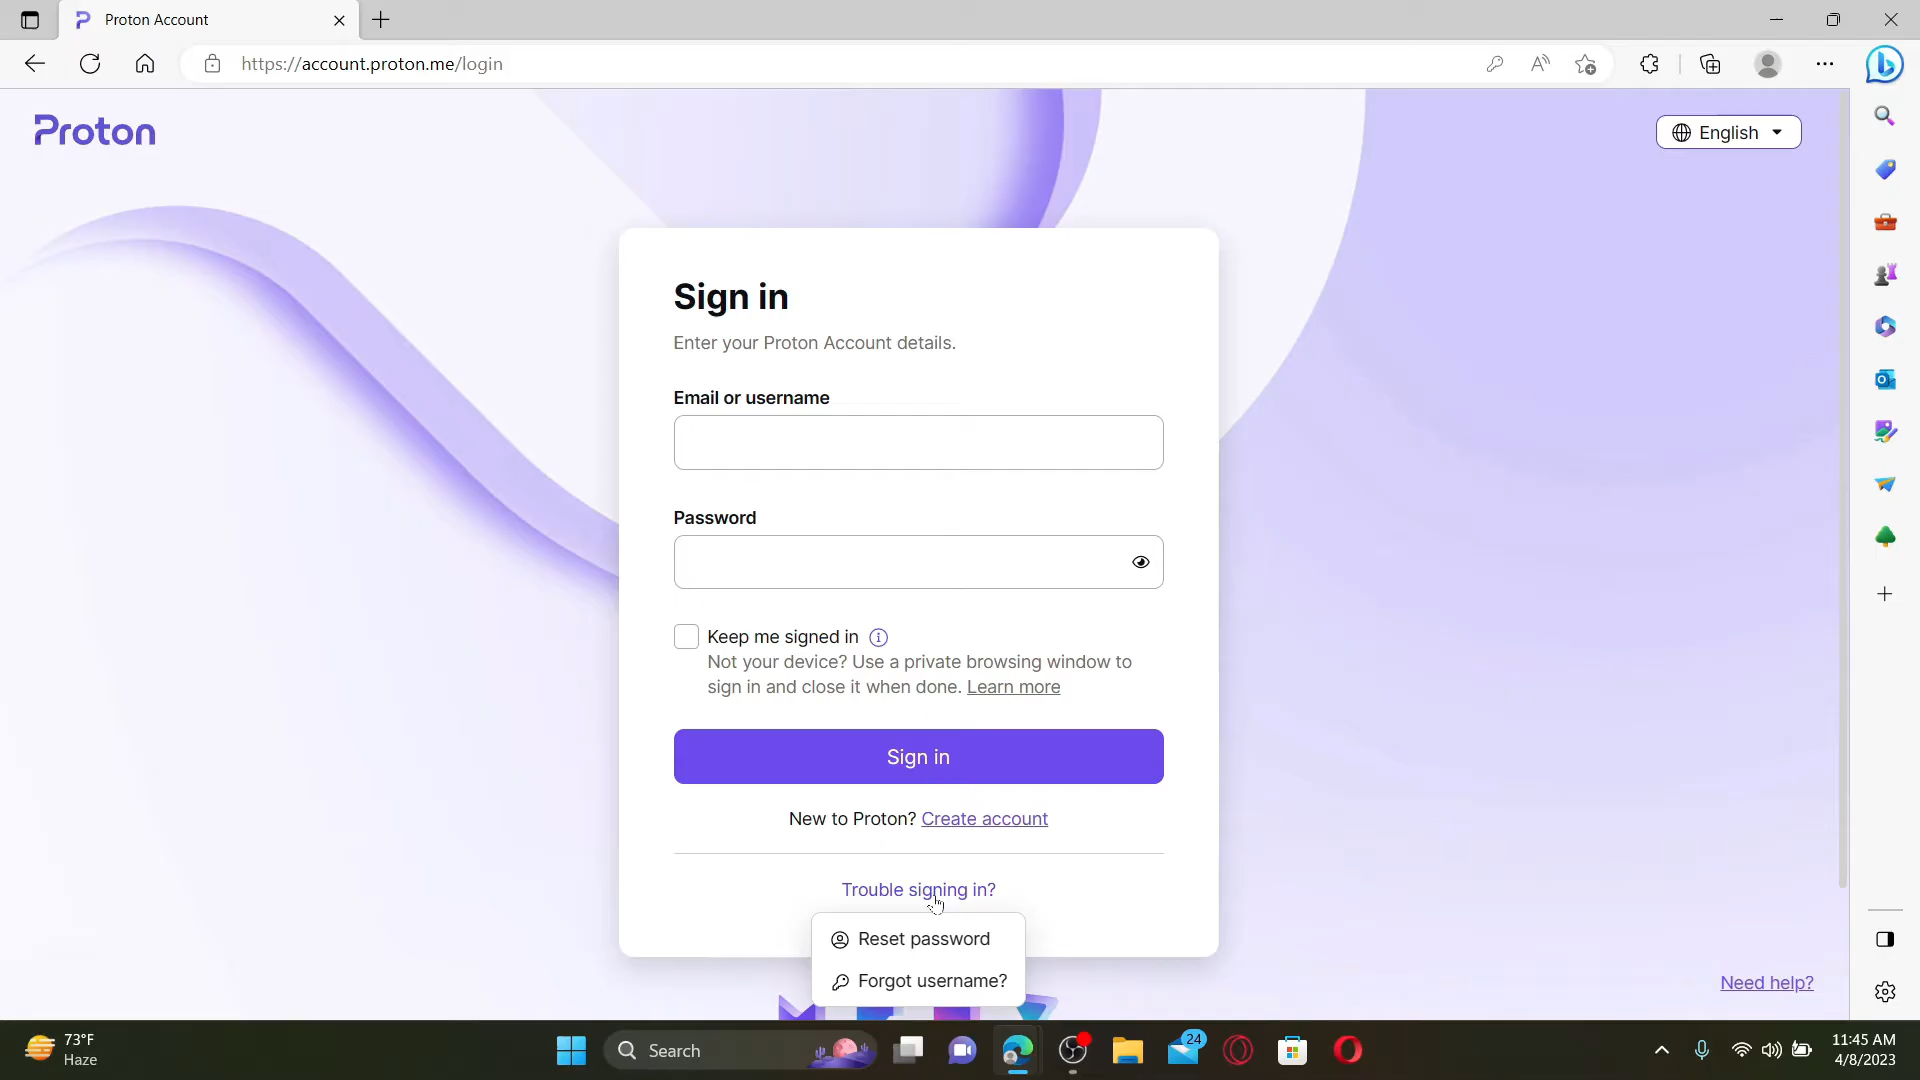 Proton Account
https://account.proton.me/login
Proton
English
Sign in
Enter your Proton Account details.
Email or username
Password
Keep me signed in
Not your device? Use a private browsing window to
sign in and close it when done. Learn more
Sign in
New to Proton? Create account
Trouble signing in?
Reset password
Forgot username?
Need help?
73°F
Haze
Search
24
11:45 AM
4/8/2023